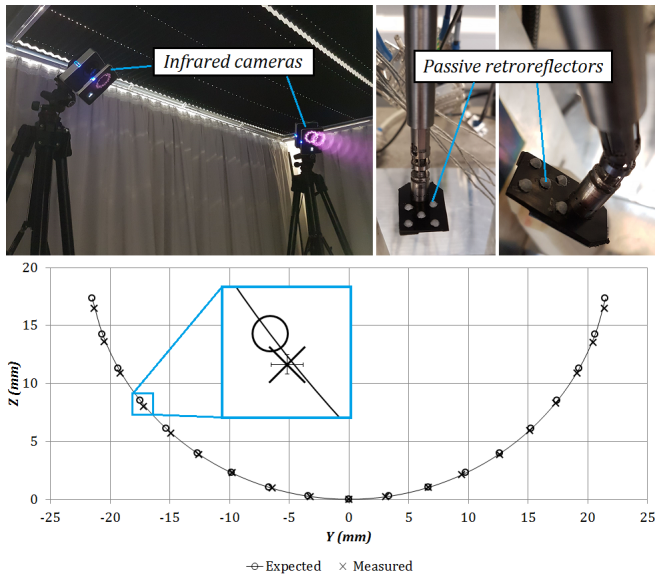 Infrared cameras
Passive retroreflectors
20
15
10
5
0
Z (mm)
-25 -20 -15 -10 -5 0 5 10 15 20 25
Y (mm)
Expected Measured